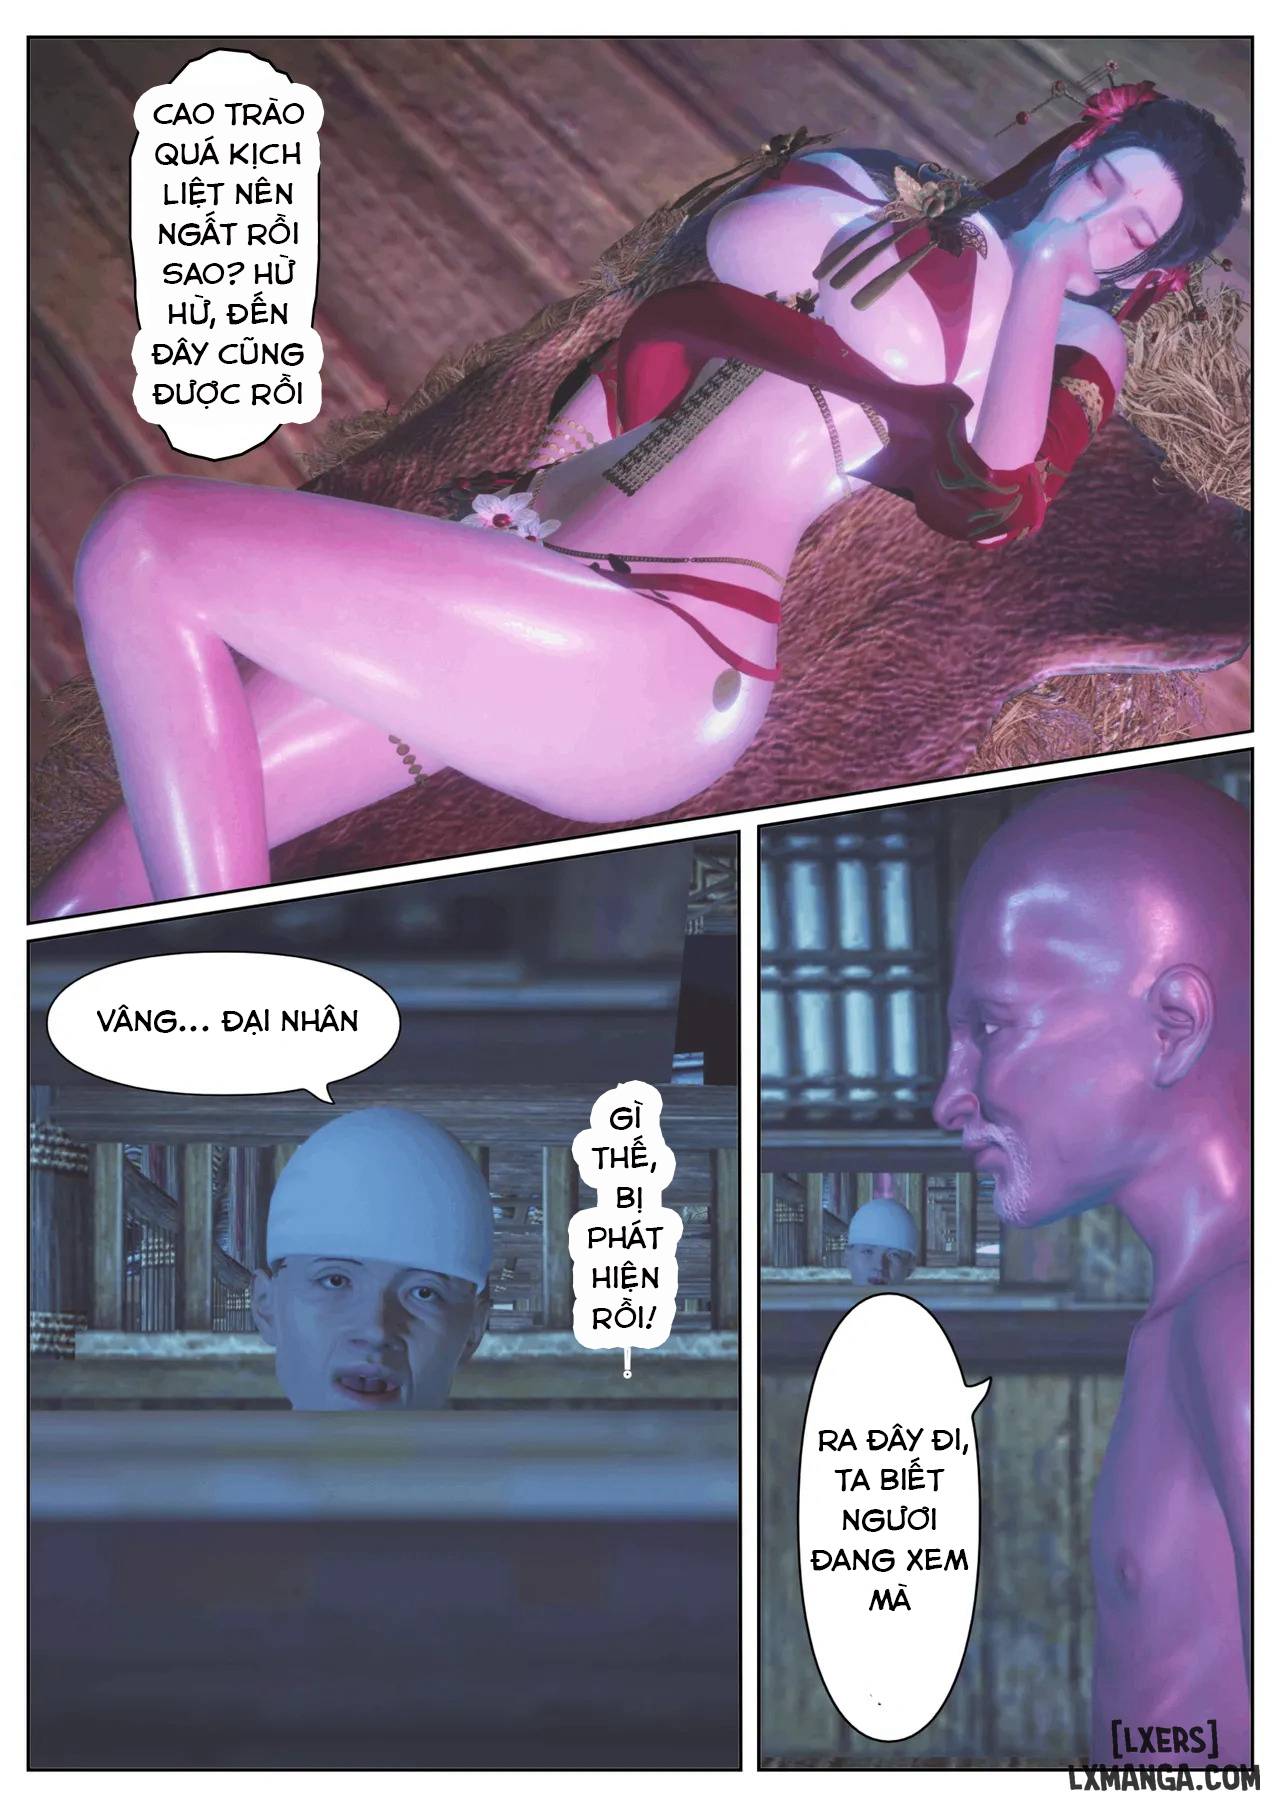 CAO TRÀO
QUÁ KỊCH
LIỆT NÊN
NGẤT RỒI
SAO? HỪ
HỪ, ĐẾN
ĐÂY CŨNG
ĐƯỢC RỒI
RA ĐÂY ĐI,
TA BIẾT
NGƯƠI
ĐANG XEM
MÀ
GÌ
THẾ,
BỊ
PHÁT
HIỆN
RỒI!
VÂNG... ĐẠI NHÂN
[LXERS]
LXMANGA.COM